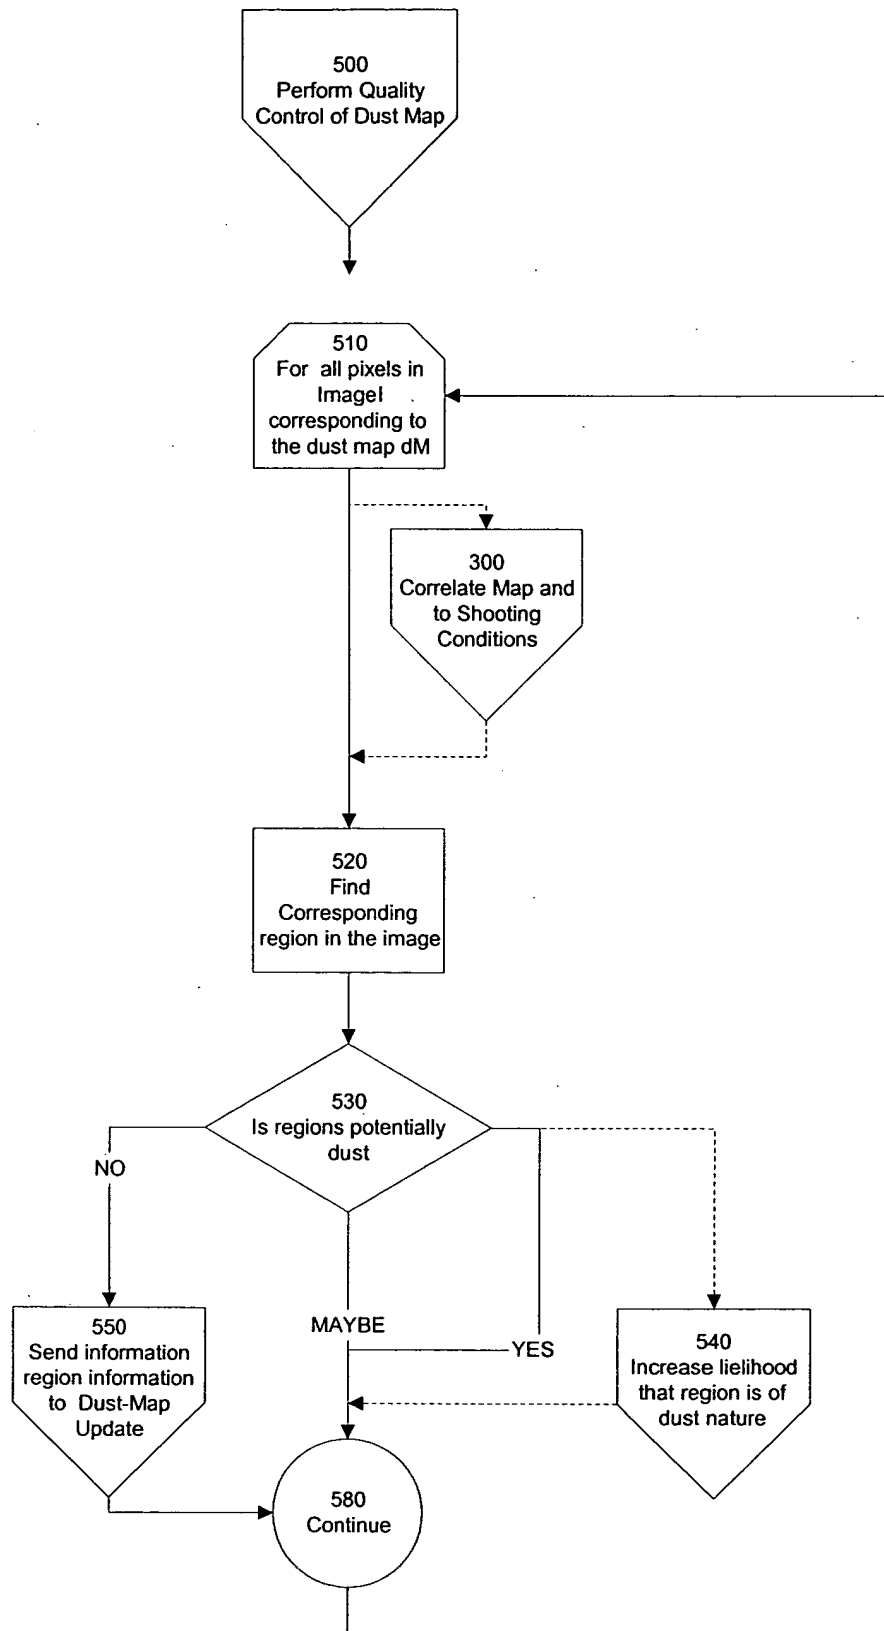 500
Perform Quality
Control of Dust Map
510
For all pixels in
ImageI
corresponding to
the dust map dM
300
Correlate Map and
to Shooting
Conditions
520
Find
Corresponding
region in the image
530
Is regions potentially
dust
NO
MAYBE
YES
550
Send information
region information
to Dust-Map
Update
540
Increase lielihood
that region is of
dust nature
580
Continue